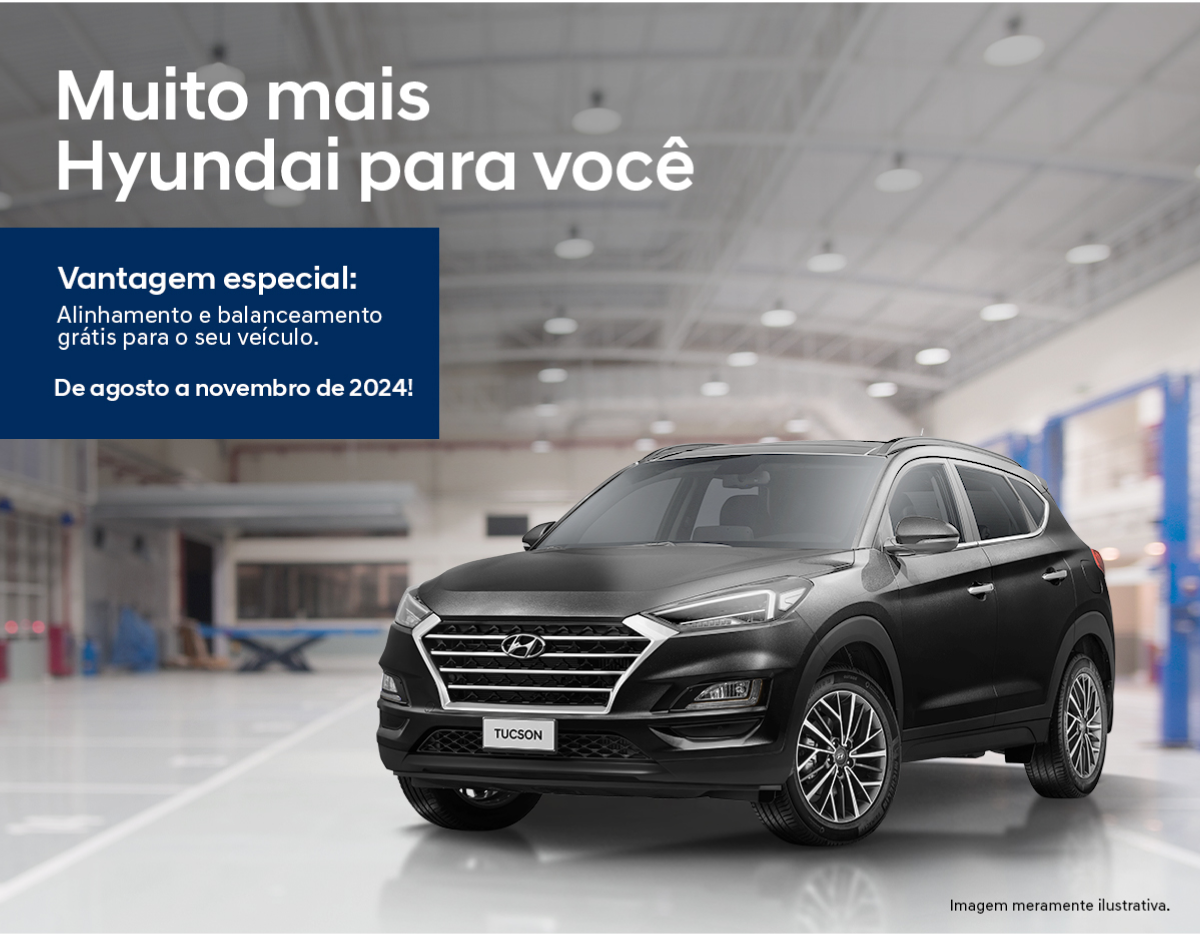 Muito mais
Hyundai para você
Vantagem especial:
Alinhamento e balanceamento
grátis para o seu veículo.
De agosto a novembro de 2024!
TUCSON
Imagem meramente ilustrativa.